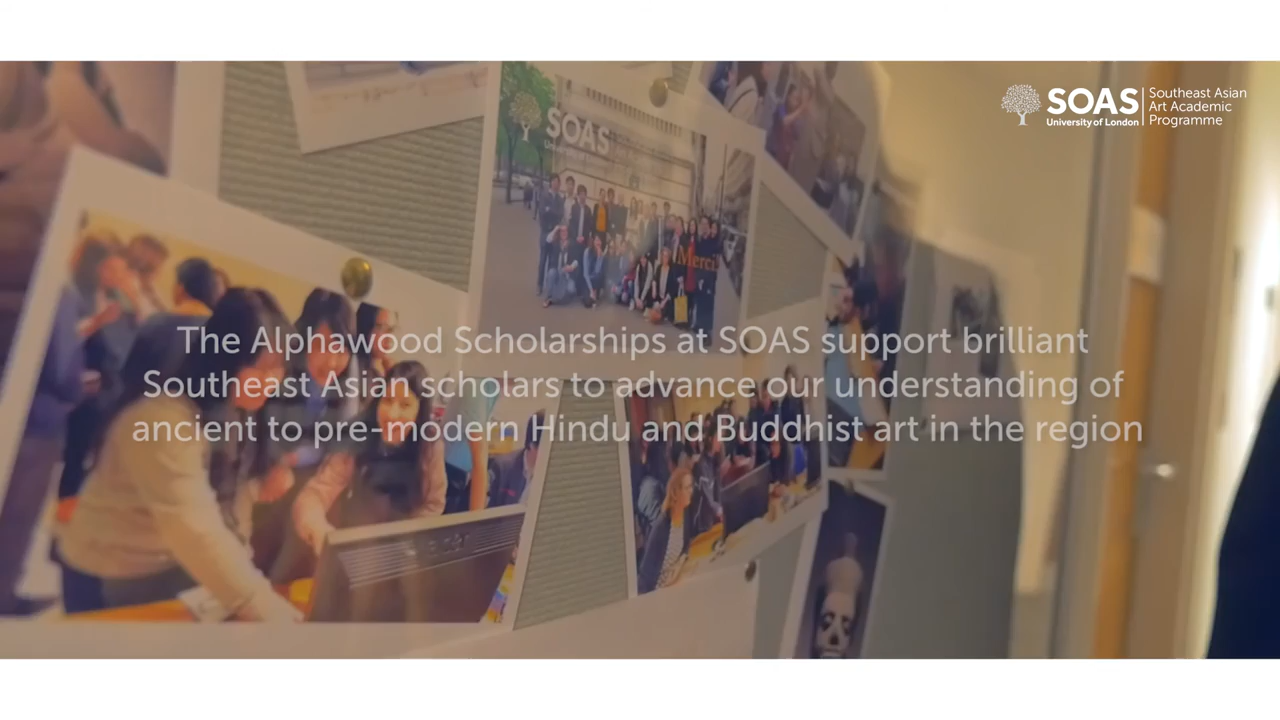 SOAS
University of London
Southeast Asian
Art Academic
Programme
SOAS
Merci
The Alphawood Scholarships at SOAS support brilliant
Southeast Asian scholars to advance our understanding of
ancient to pre-modern Hindu and Buddhist art in the region
acer